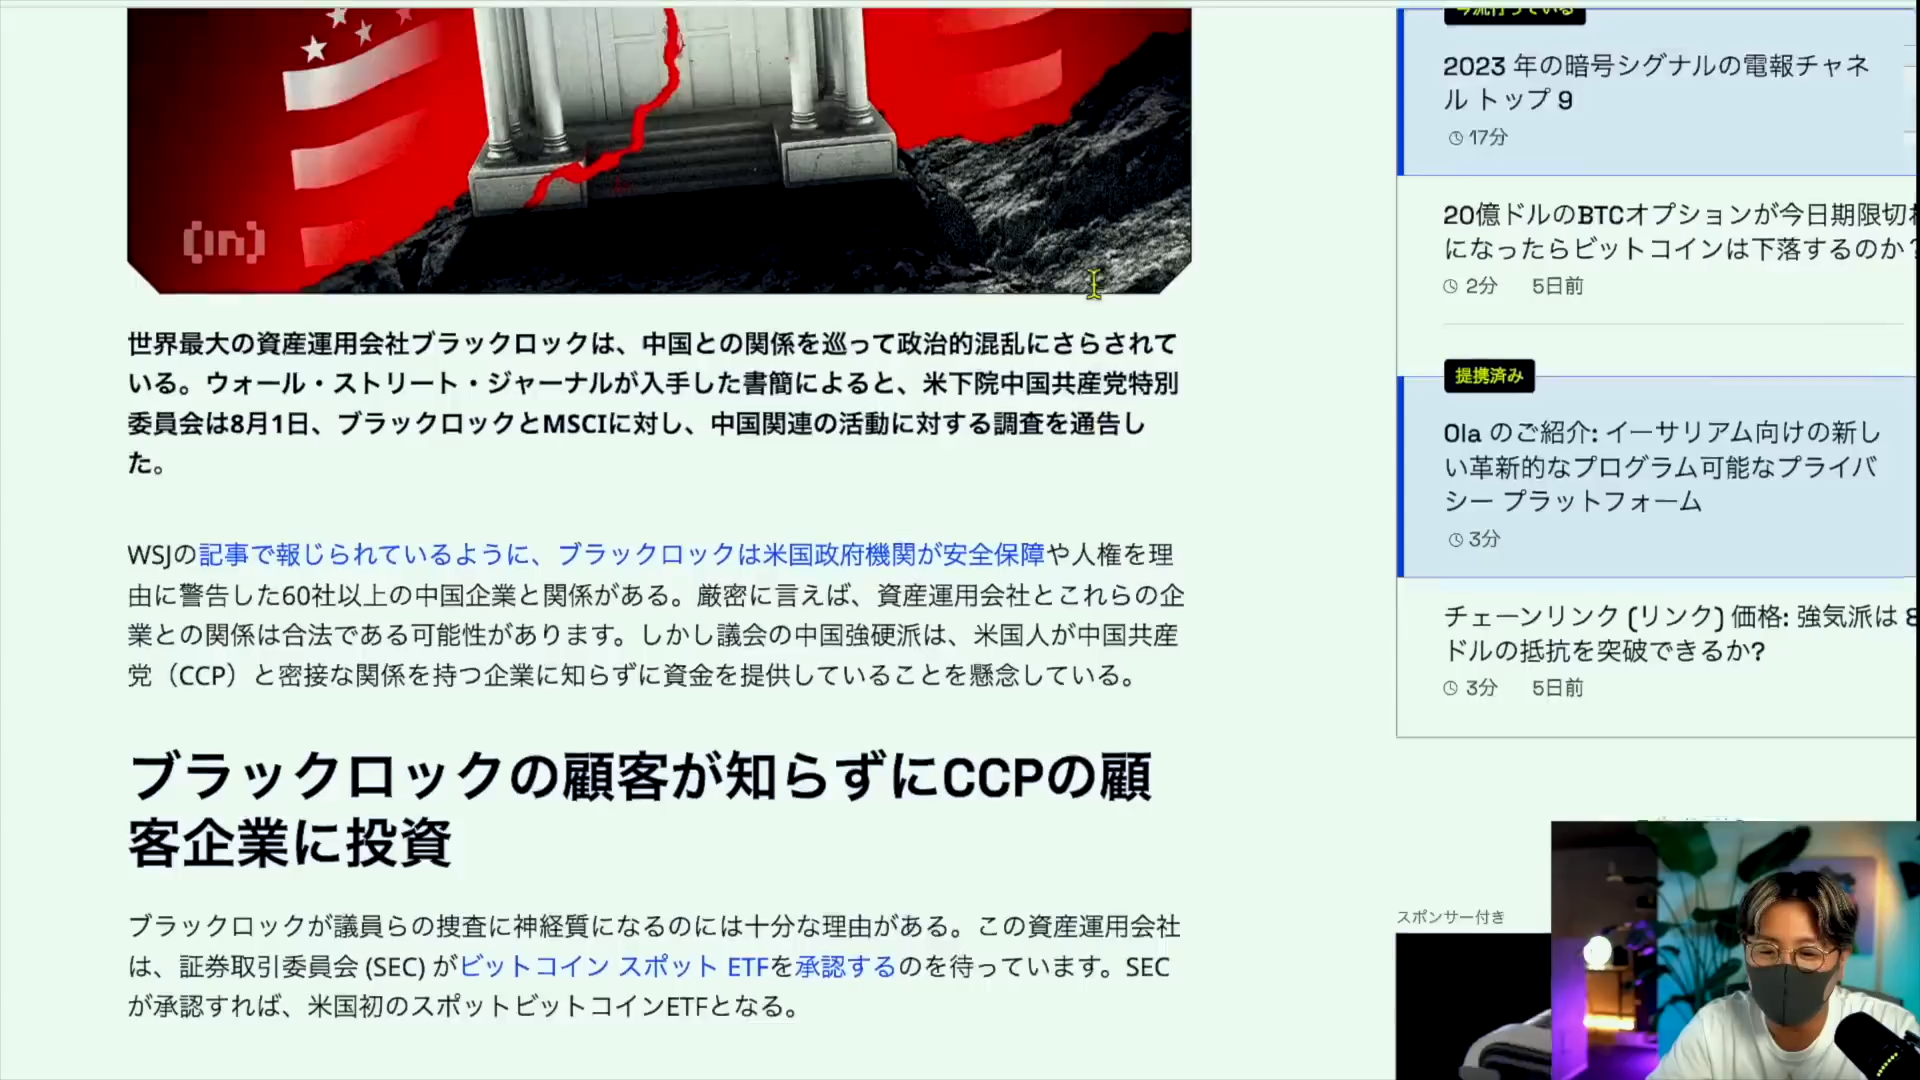 (in)
世界最大の資産運用会社ブラックロックは、中国との関係を巡って政治的混乱にさらされて
いる。ウォール・ストリート・ジャーナルが入手した書簡によると、米下院中国共産党特別
委員会は8月1日、ブラックロックとMSCIに対し、中国関連の活動に対する調査を通告し
た。
WSJの記事で報じられているように、ブラックロックは米国政府機関が安全保障や人権を理
由に警告した60社以上の中国企業と関係がある。厳密に言えば、資産運用会社とこれらの企
業との関係は合法である可能性があります。しかし議会の中国強硬派は、米国人が中国共産
党（CCP）と密接な関係を持つ企業に知らずに資金を提供していることを懸念している。
ブラックロックの顧客が知らずにCCPの顧
客企業に投資
ブラックロックが議員らの捜査に神経質になるのには十分な理由がある。この資産運用会社
は、証券取引委員会 (SEC) がビットコイン スポット ETFを承認するのを待っています。SEC
が承認すれば、米国初のスポットビットコインETFとなる。
今流行っている
2023 年の暗号シグナルの電報チャネ
ル トップ 9
17分
20億ドルのBTCオプションが今日期限切れ
になったらビットコインは下落するのか?
2分 5日前
提携済み
Ola のご紹介: イーサリアム向けの新し
い革新的なプログラム可能なプライバ
シー プラットフォーム
3分
チェーンリンク (リンク) 価格: 強気派は 8
ドルの抵抗を突破できるか?
3分 5日前
スポンサー付き